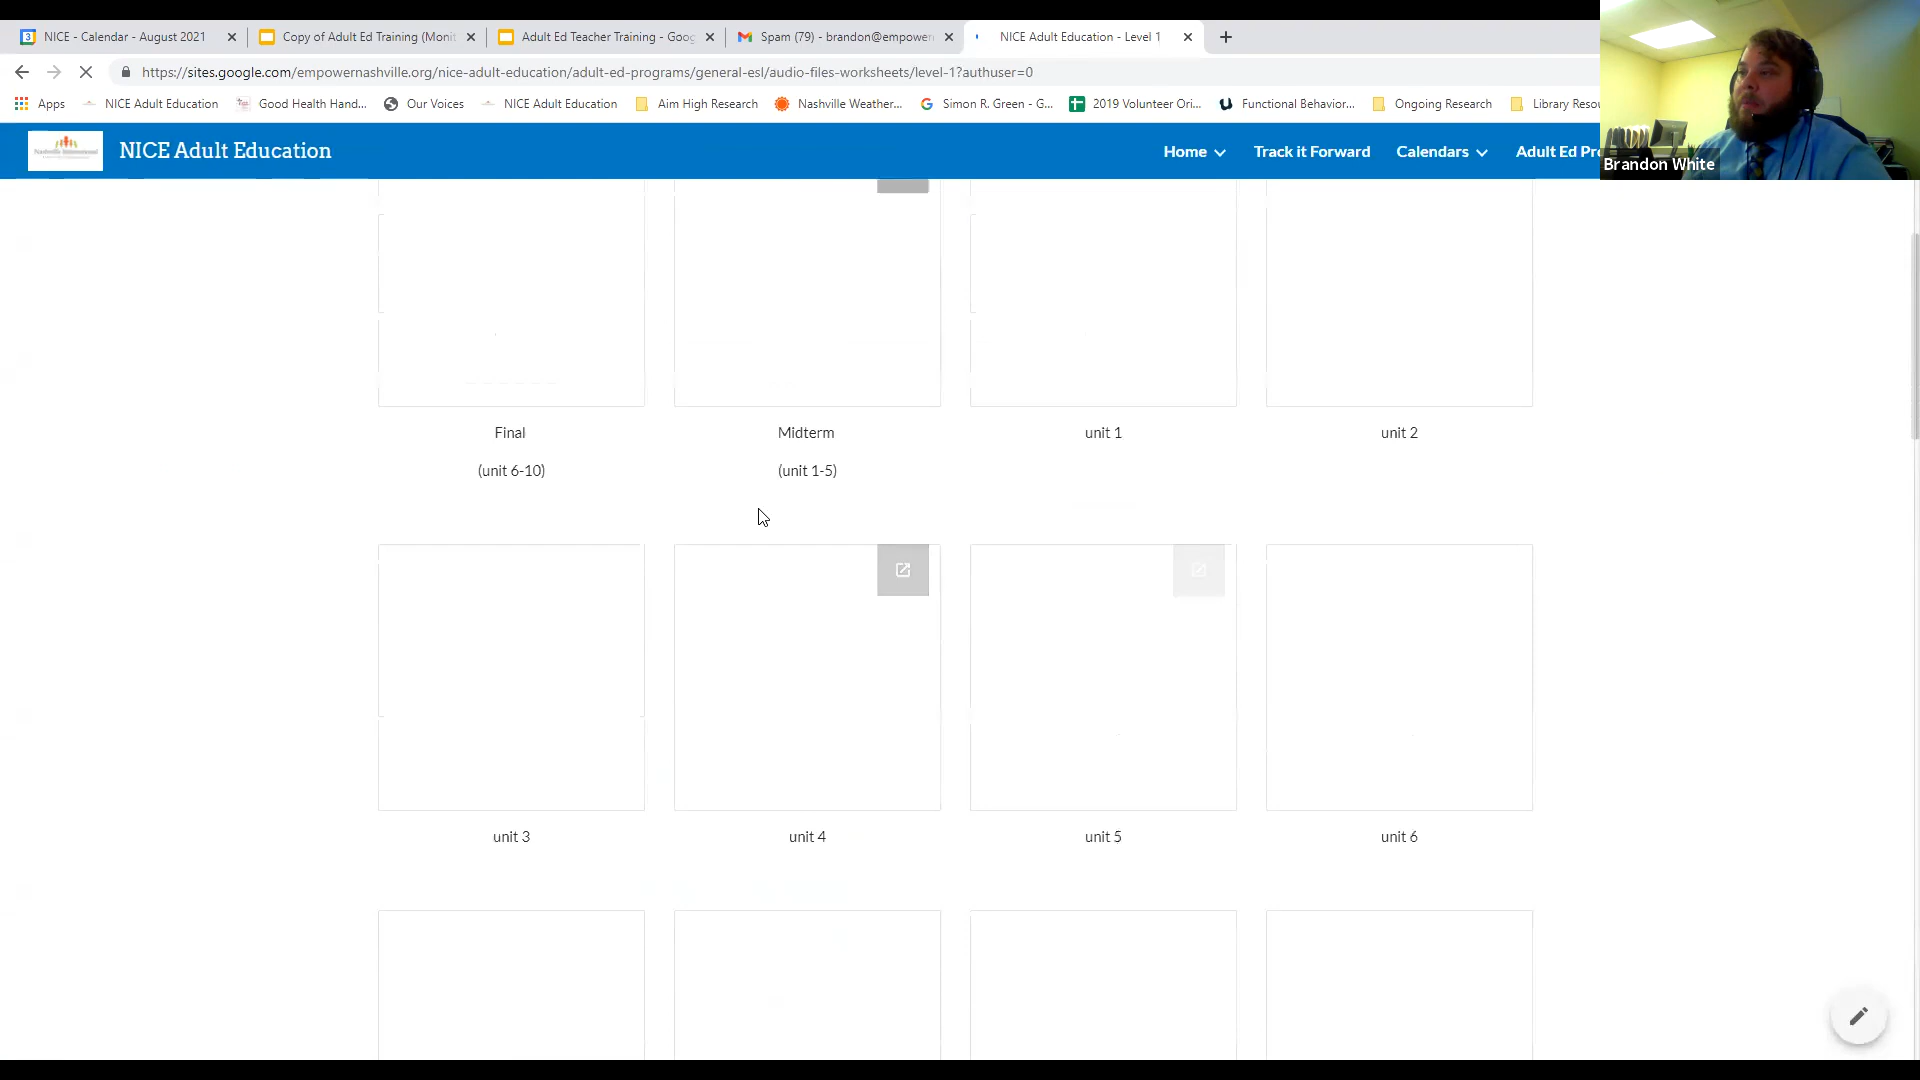 NICE - Calendar - August 2021
Copy of Adult Ed Training (Monit
Adult Ed Teacher Training - Goog
Spam (79) - brandon@empower
NICE Adult Education - Level 1
https://sites.google.com/empowernashville.org/nice-adult-education/adult-ed-programs/general-esl/audio-files-worksheets/level-1?authuser=0
Apps
NICE Adult Education
Good Health Hand...
Our Voices
NICE Adult Education
Aim High Research
Nashville Weather...
Simon R. Green - G...
2019 Volunteer Ori...
Functional Behavior...
Ongoing Research
Library Resou
NICE Adult Education
Home
Track it Forward
Calendars
Adult Ed Pr
Brandon White
Final
(unit 6-10)
Midterm
(unit 1-5)
unit 1
unit 2
unit 3
unit 4
unit 5
unit 6